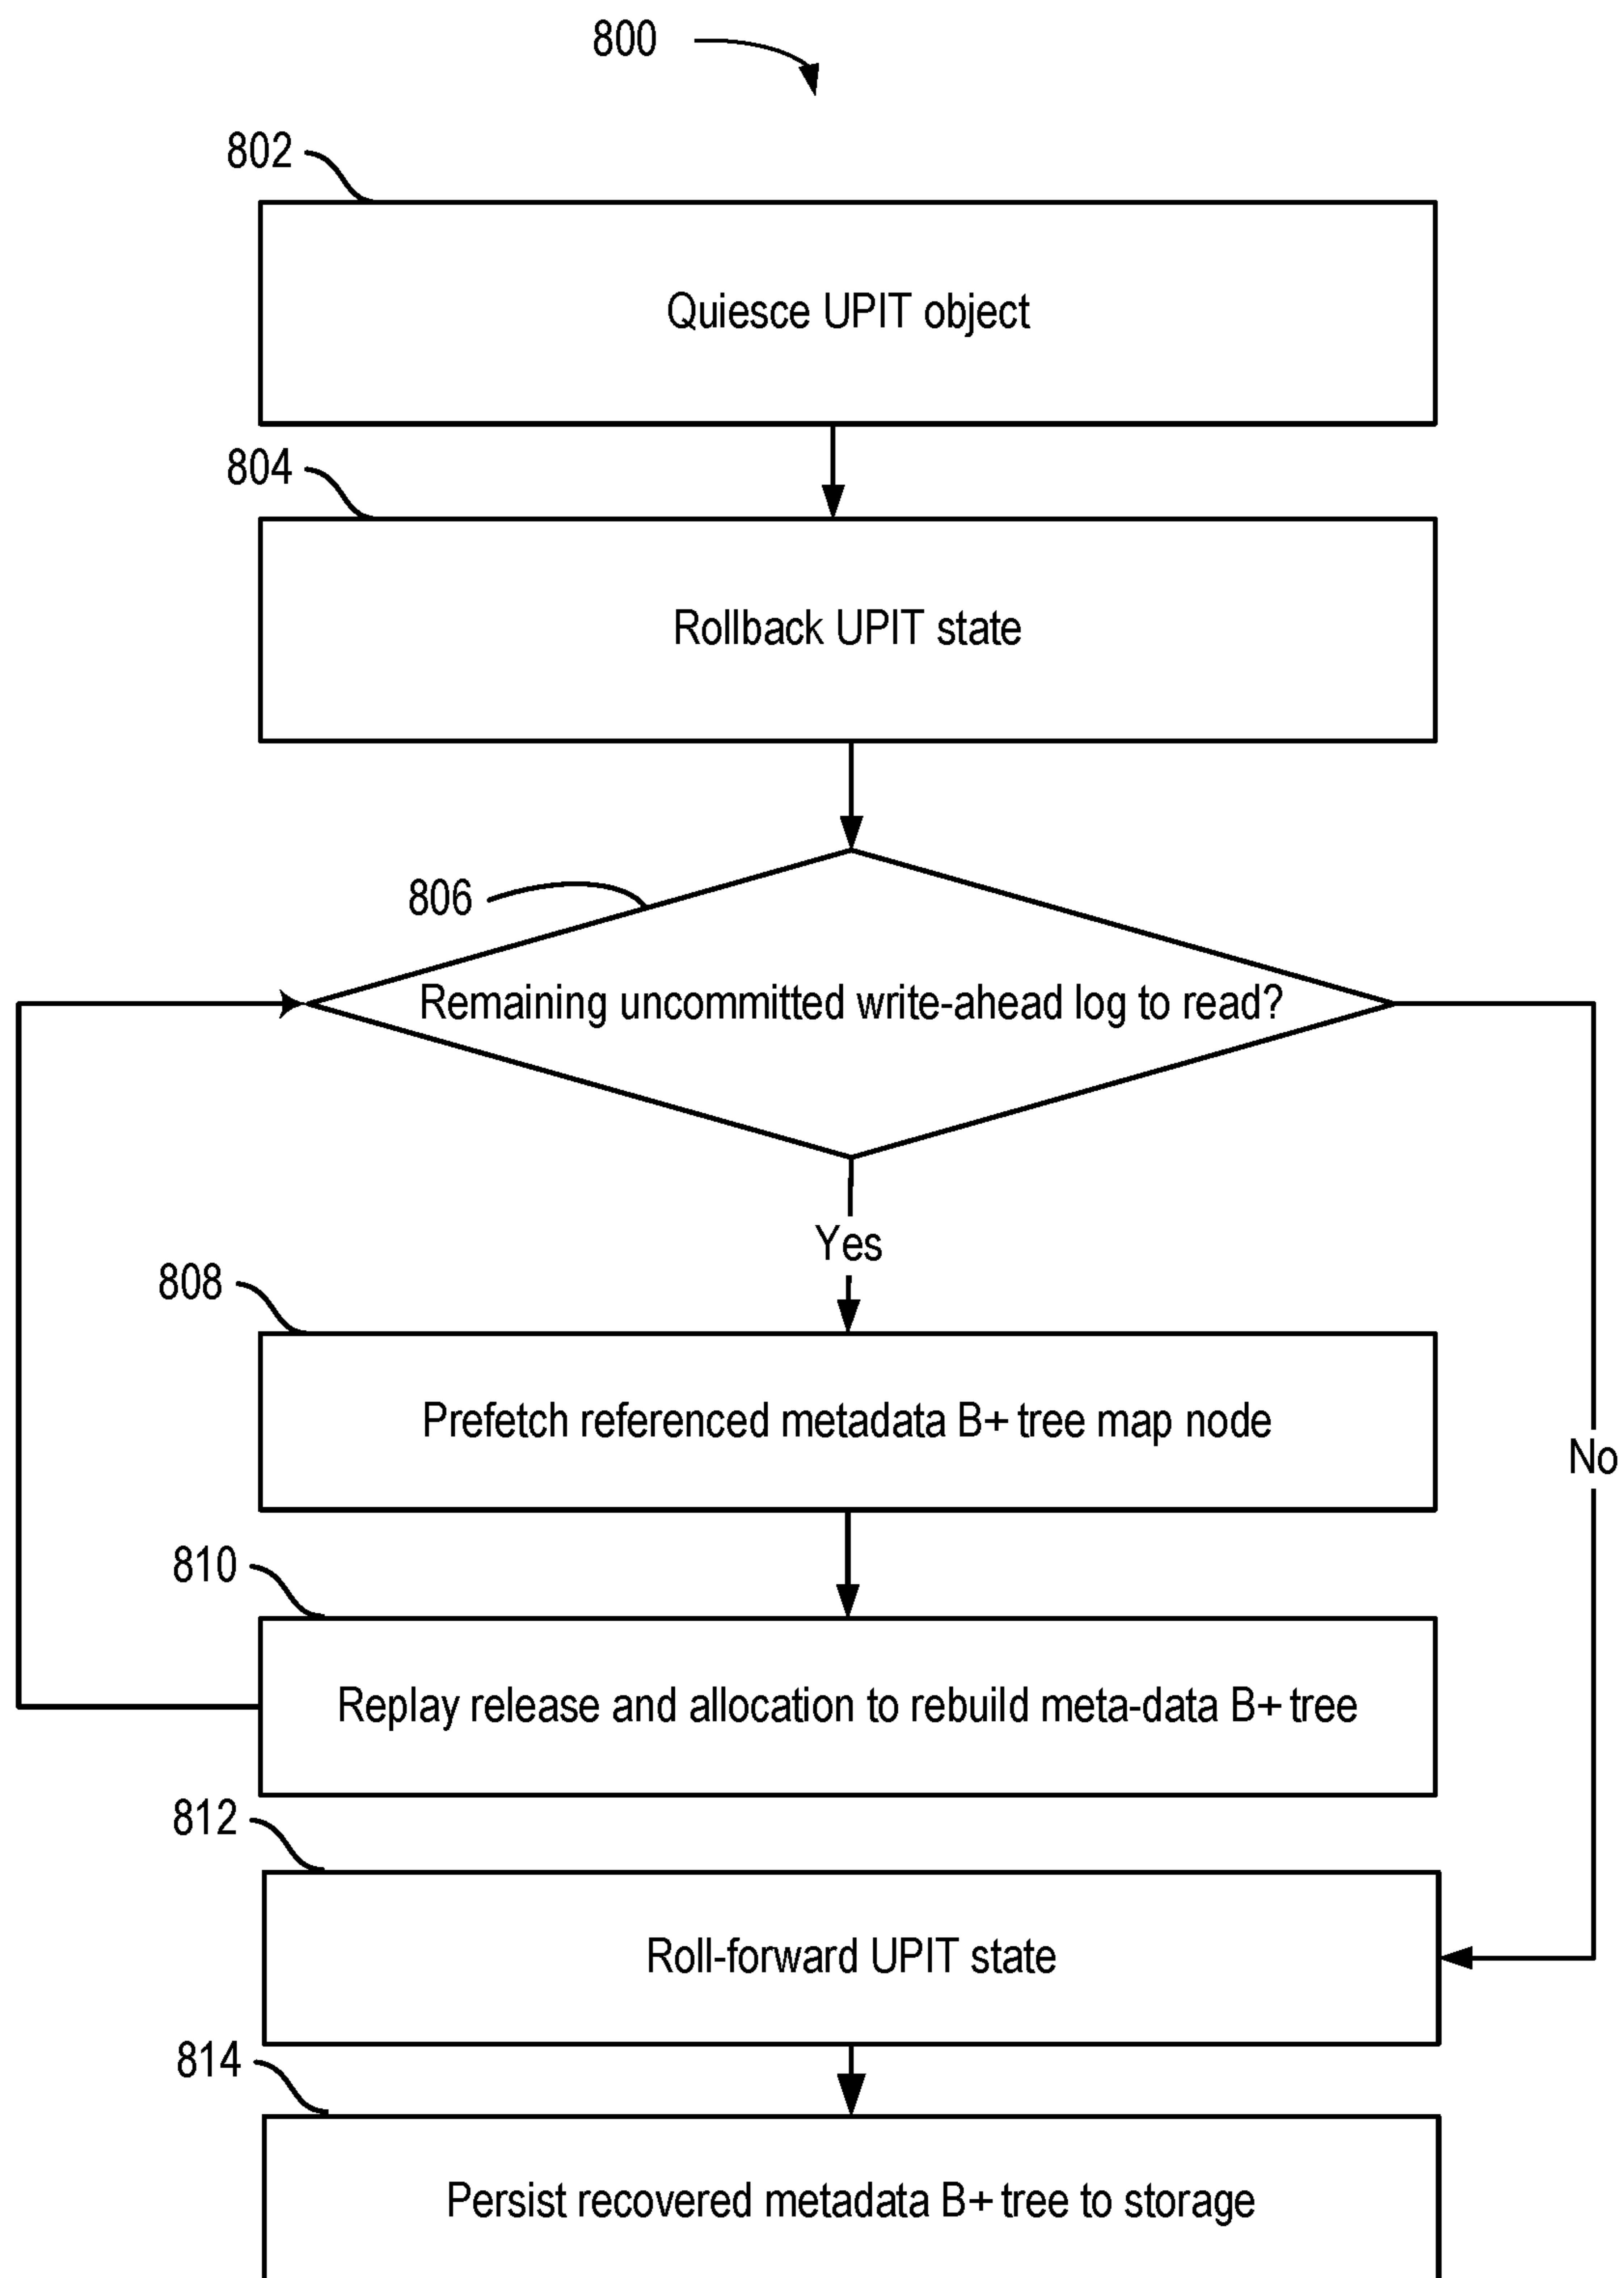 800
802
Quiesce UPIT object
804
Rollback UPIT state
806
Remaining uncommitted write-ahead log to read?
Yes
808
Prefetch referenced metadata B+ tree map node
No
810
Replay release and allocation to rebuild meta-data B+ tree
812
Roll-forward UPIT state
814
Persist recovered metadata B+ tree to storage